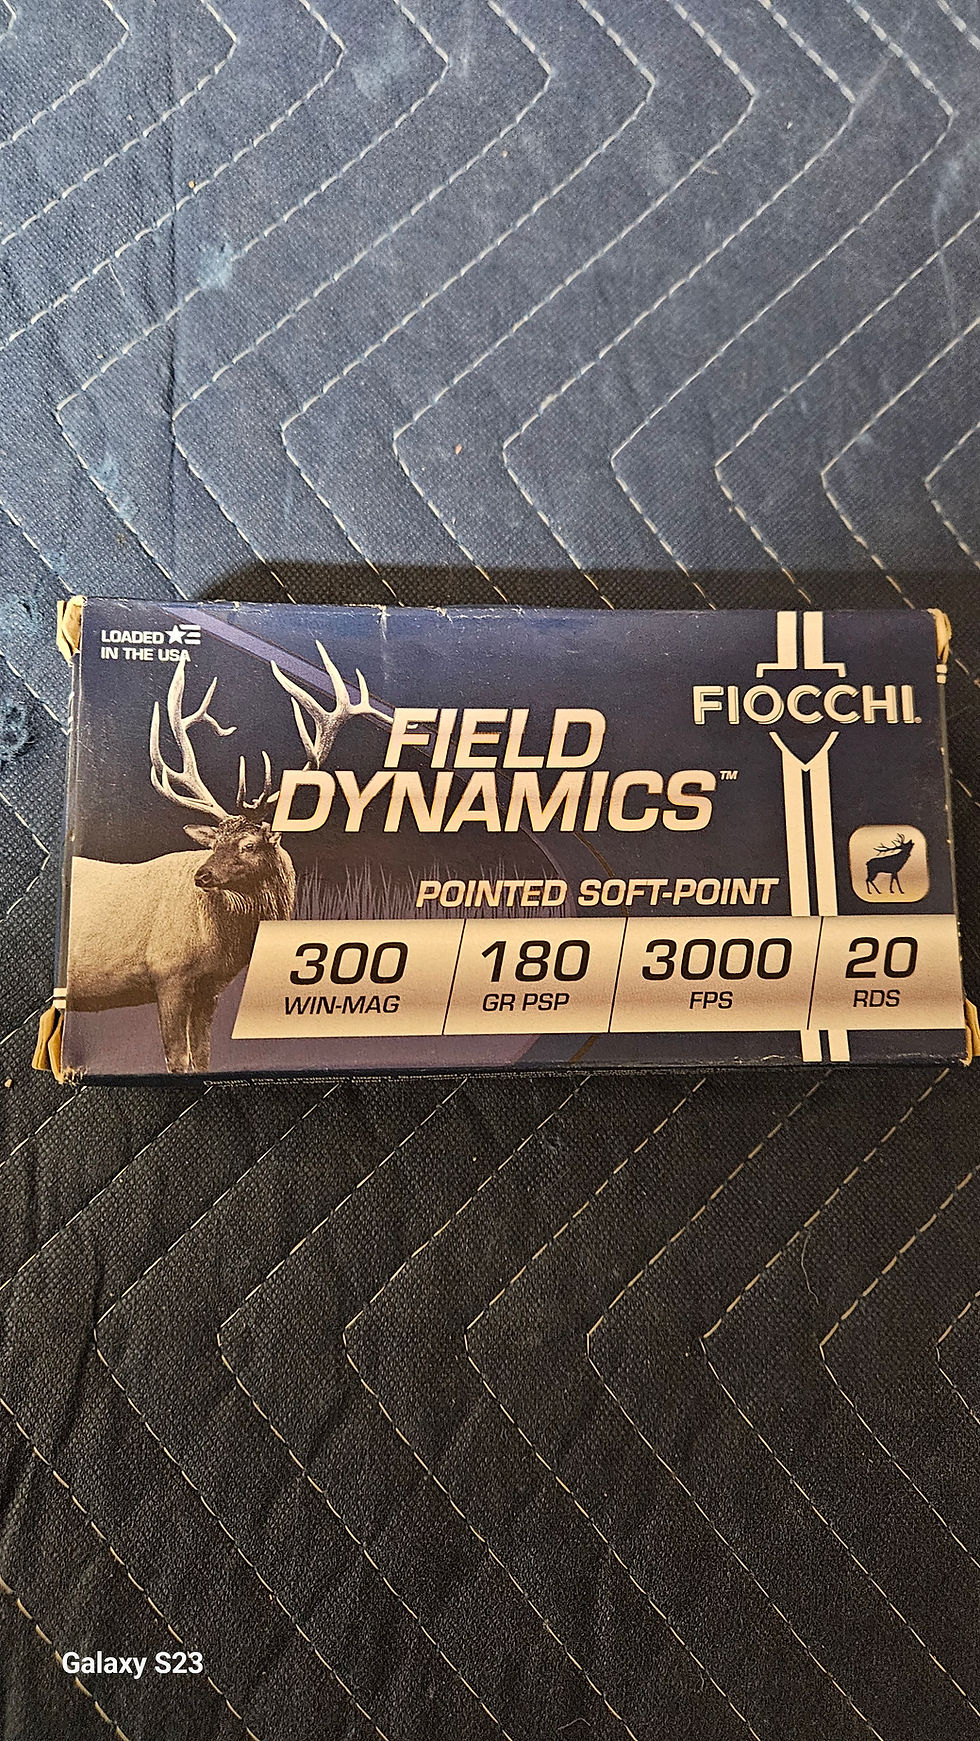 LOADED
IN THE USA
FIOCCHI.
FIELD
DYNAMICS™
POINTED SOFT-POINT
300
WIN-MAG
180
GR PSP
3000
FPS
20
RDS
Galaxy S23